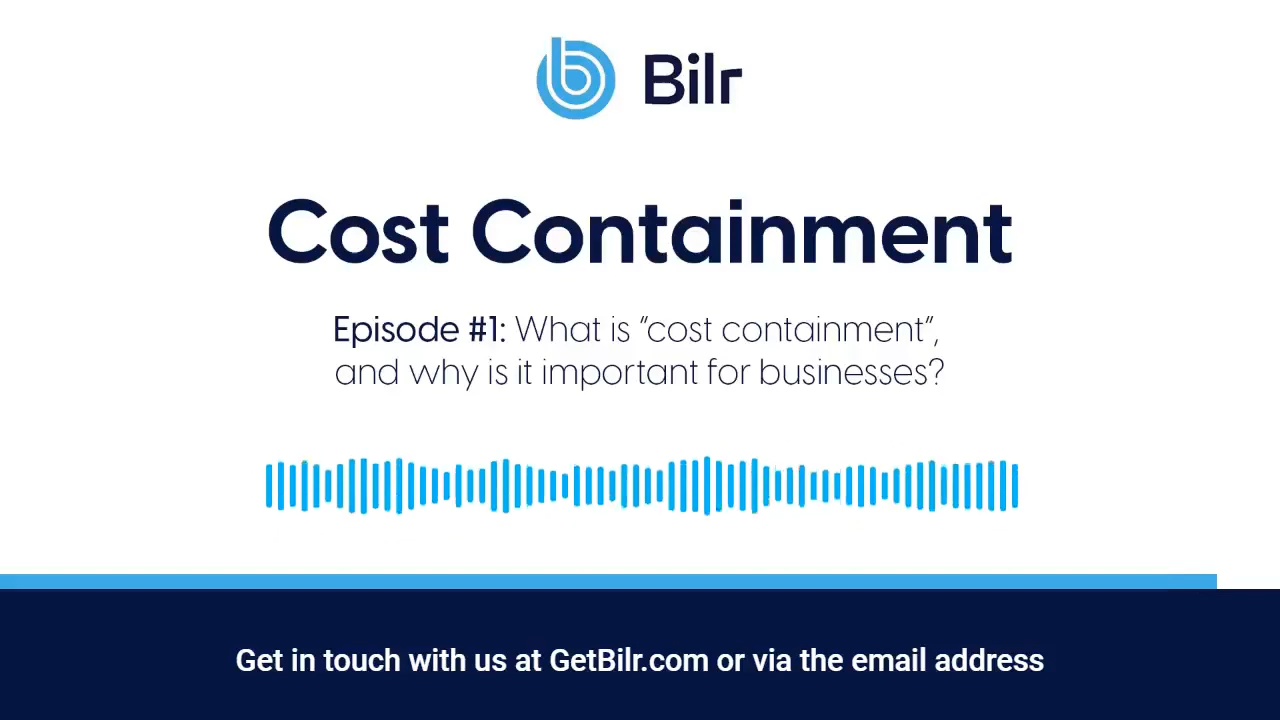 Bilr
Cost Containment
Episode #1: What is “cost containment”,
and why is it important for businesses?
Get in touch with us at GetBilr.com or via the email address